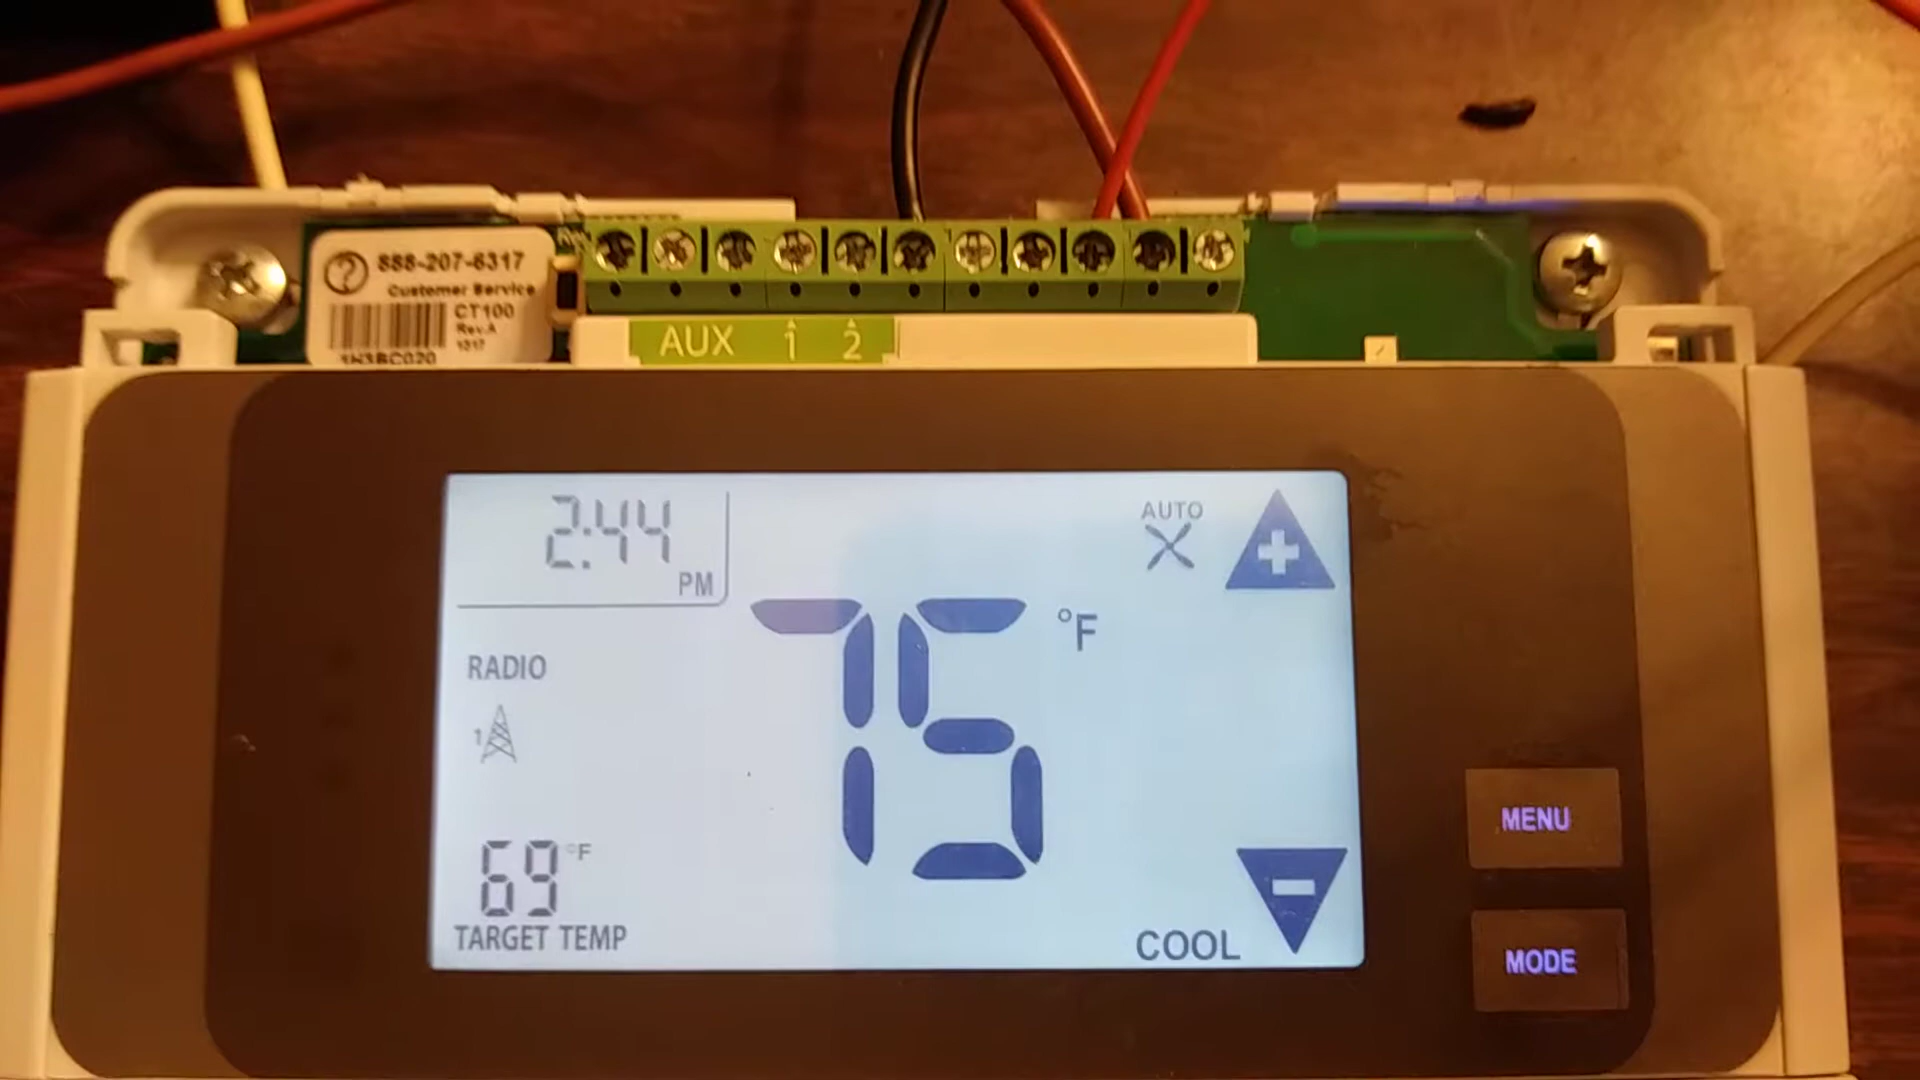 888-207-6317
Customer Service
CT100
Rev.A
1017
AUX 1 2
2:44
PM
AUTO
75 °F
RADIO
1
69 °F
TARGET TEMP
COOL
MENU
MODE